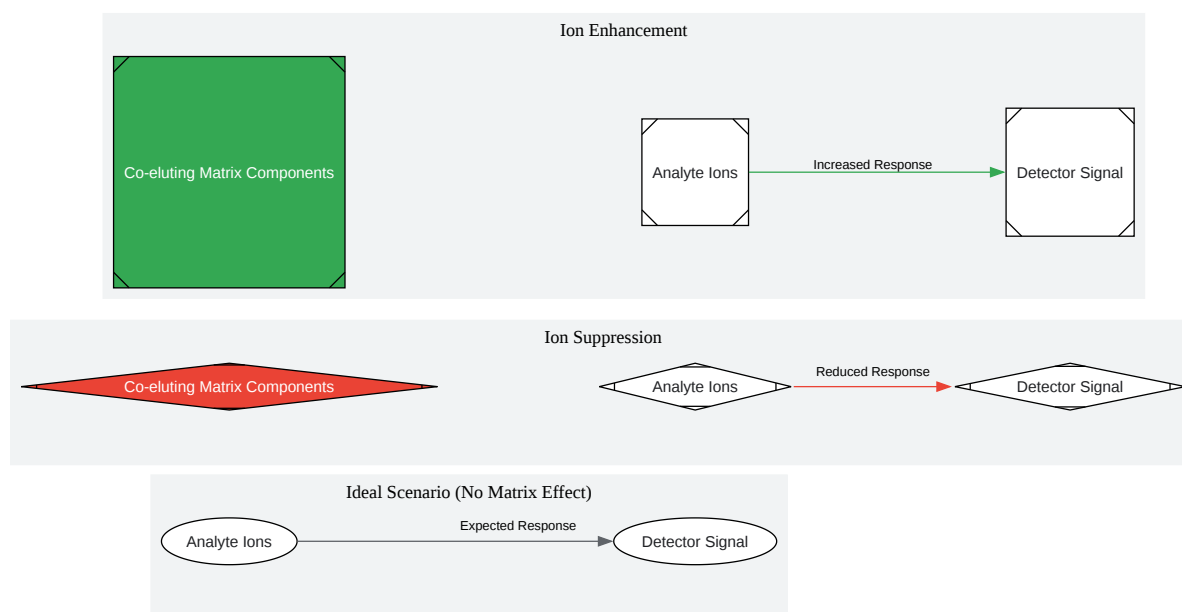 Ion Enhancement
Co-eluting Matrix Components
Analyte Ions
Increased Response
Detector Signal
Ion Suppression
Co-eluting Matrix Components
Analyte Ions
Reduced Response
Detector Signal
Ideal Scenario (No Matrix Effect)
Analyte Ions
Expected Response
Detector Signal